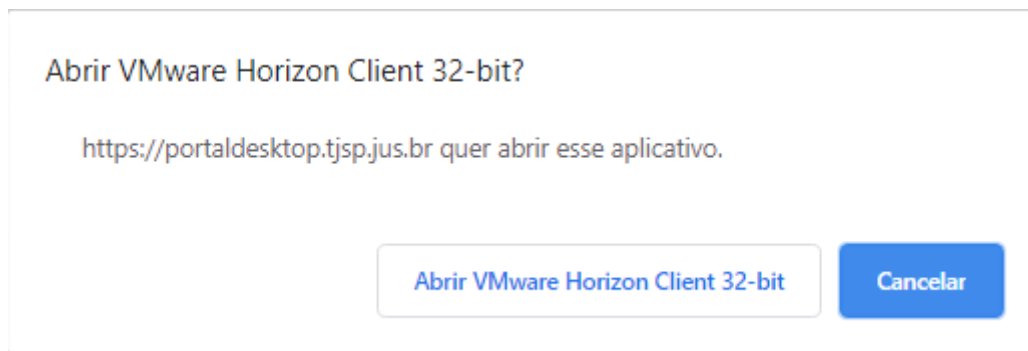 Abrir VMware Horizon Client 32-bit?
https://portaldesktop.tjsp.jus.br quer abrir esse aplicativo.
Abrir VMware Horizon Client 32-bit
Cancelar